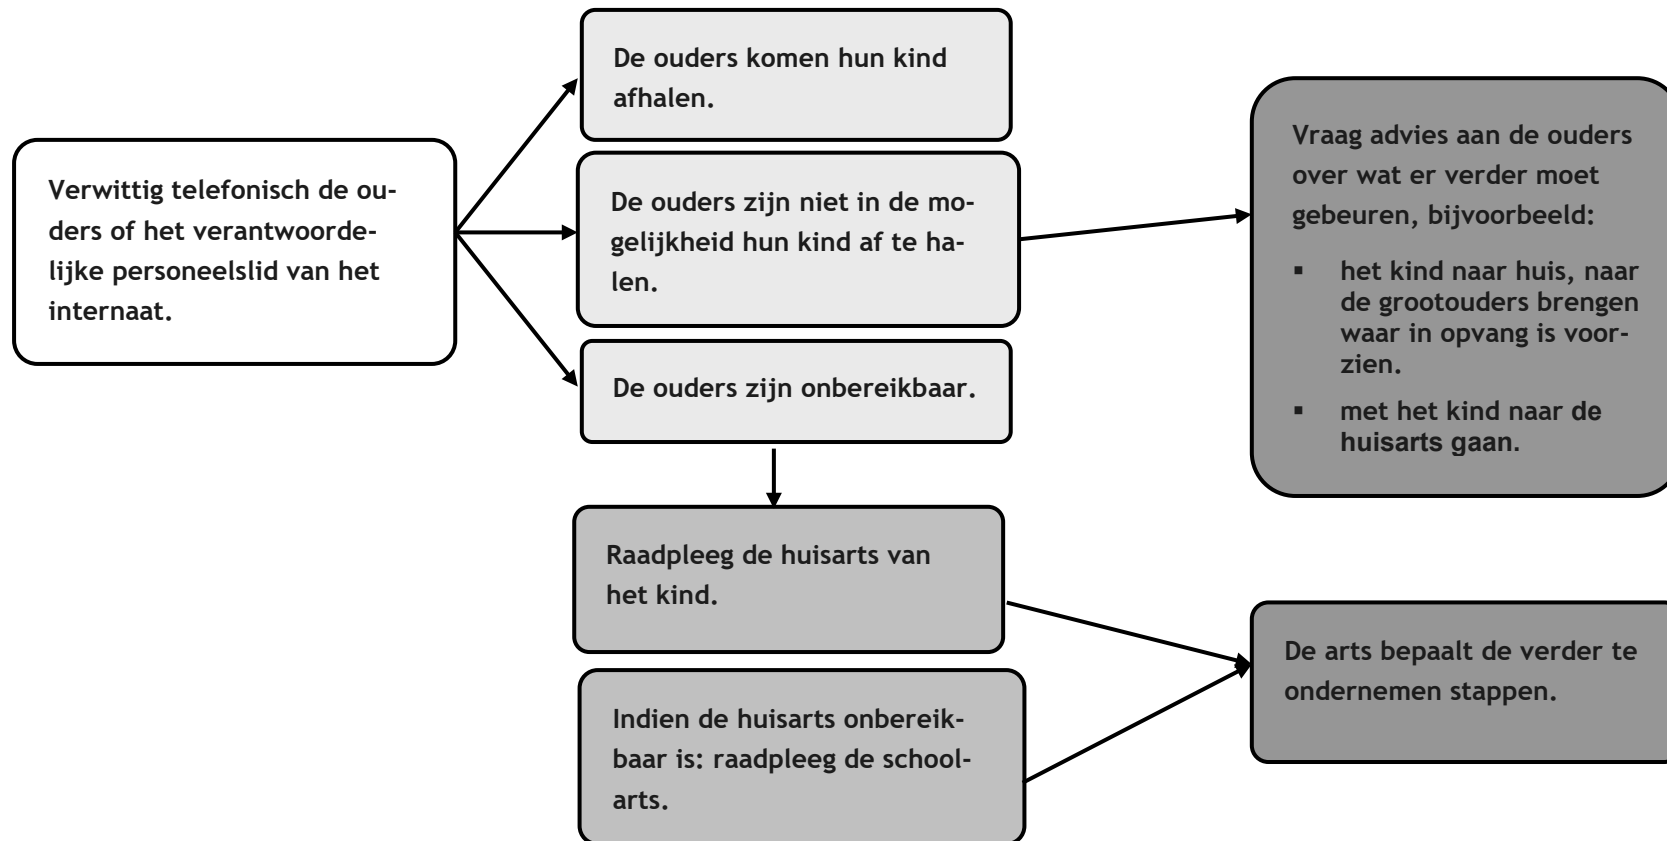 Verwittig telefonisch de ou-
ders of het verantwoorde-
lijke personeelslid van het
internaat.
De ouders komen hun kind
afhalen.
De ouders zijn niet in de mo-
gelijkheid hun kind af te ha-
len.
De ouders zijn onbereikbaar.
Vraag advies aan de ouders
over wat er verder moet
gebeuren, bijvoorbeeld:
▪ het kind naar huis, naar
de grootouders brengen
waar in opvang is voor-
zien.
▪ met het kind naar de
huisarts gaan.
Raadpleeg de huisarts van
het kind.
Indien de huisarts onbereik-
baar is: raadpleeg de school-
arts.
De arts bepaalt de verder te
ondernemen stappen.